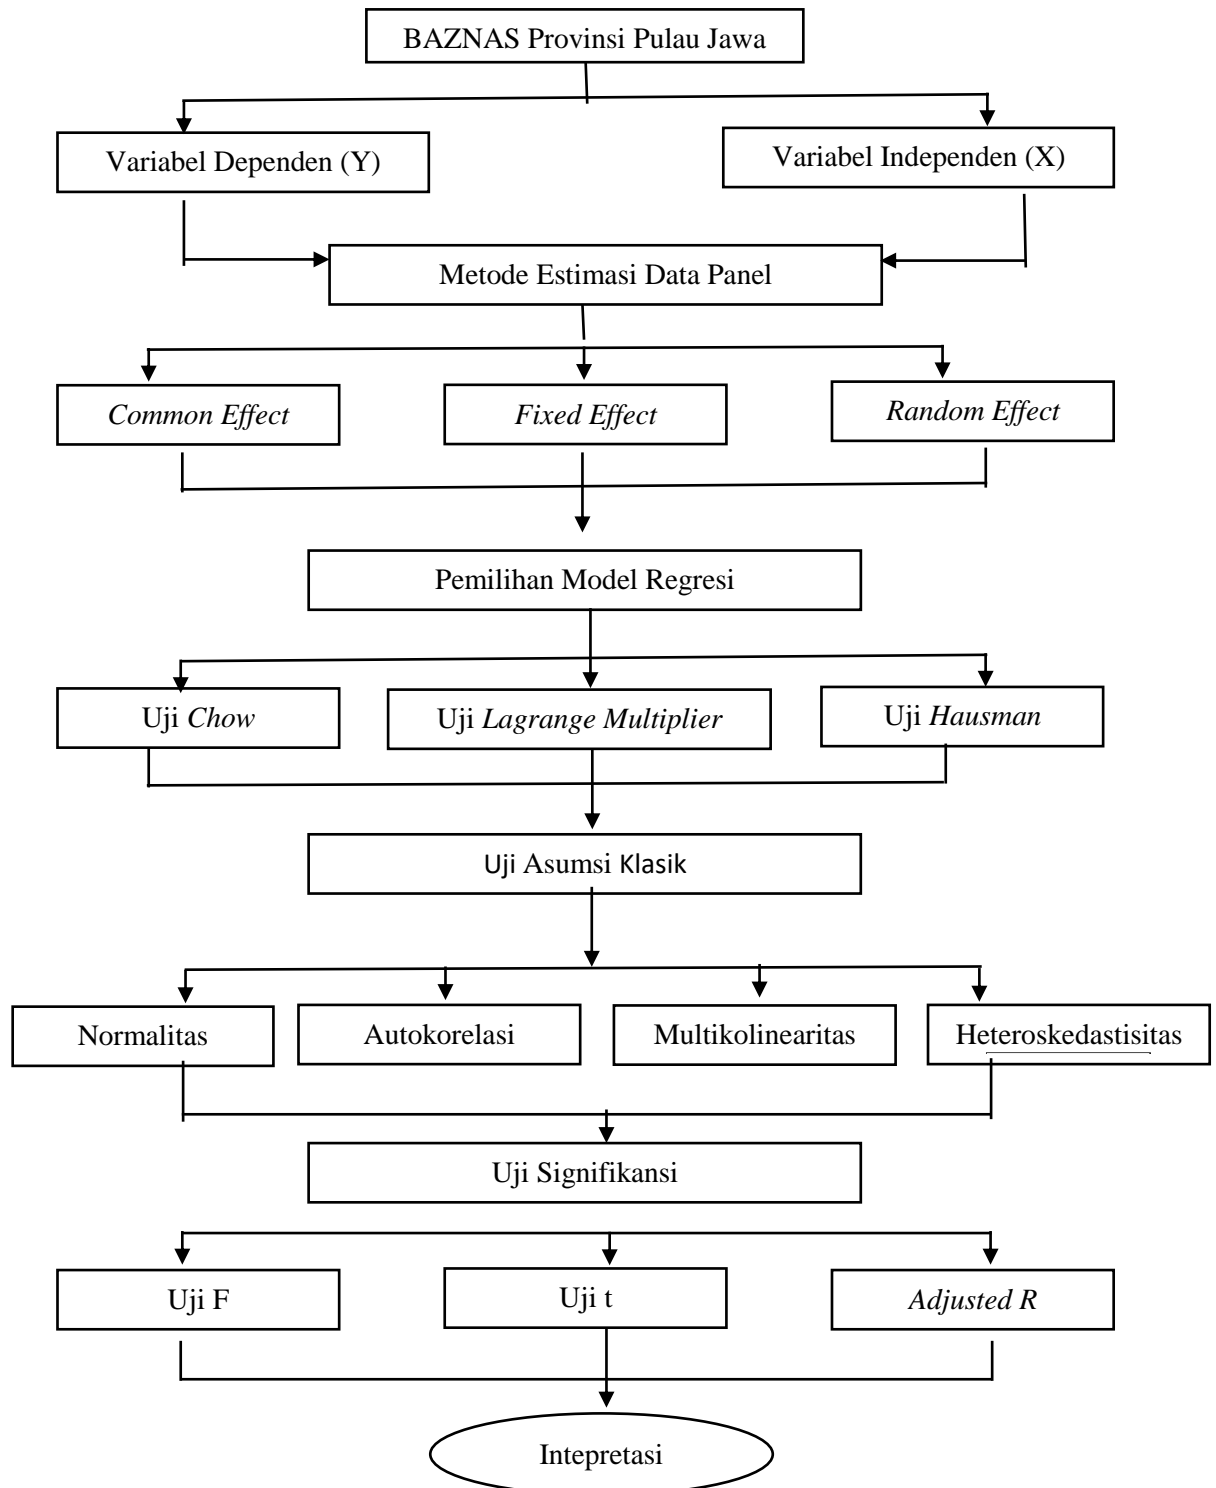 BAZNAS Provinsi Pulau Jawa
Variabel Dependen (Y)
Variabel Independen (X)
Metode Estimasi Data Panel
Common Effect
Fixed Effect
Random Effect
Pemilihan Model Regresi
Uji Chow
Uji Lagrange Multiplier
Uji Hausman
Uji Asumsi Klasik
Normalitas
Autokorelasi
Multikolinearitas
Heteroskedastisitas
Uji Signifikansi
Uji F
Uji t
Adjusted R
Intepretasi